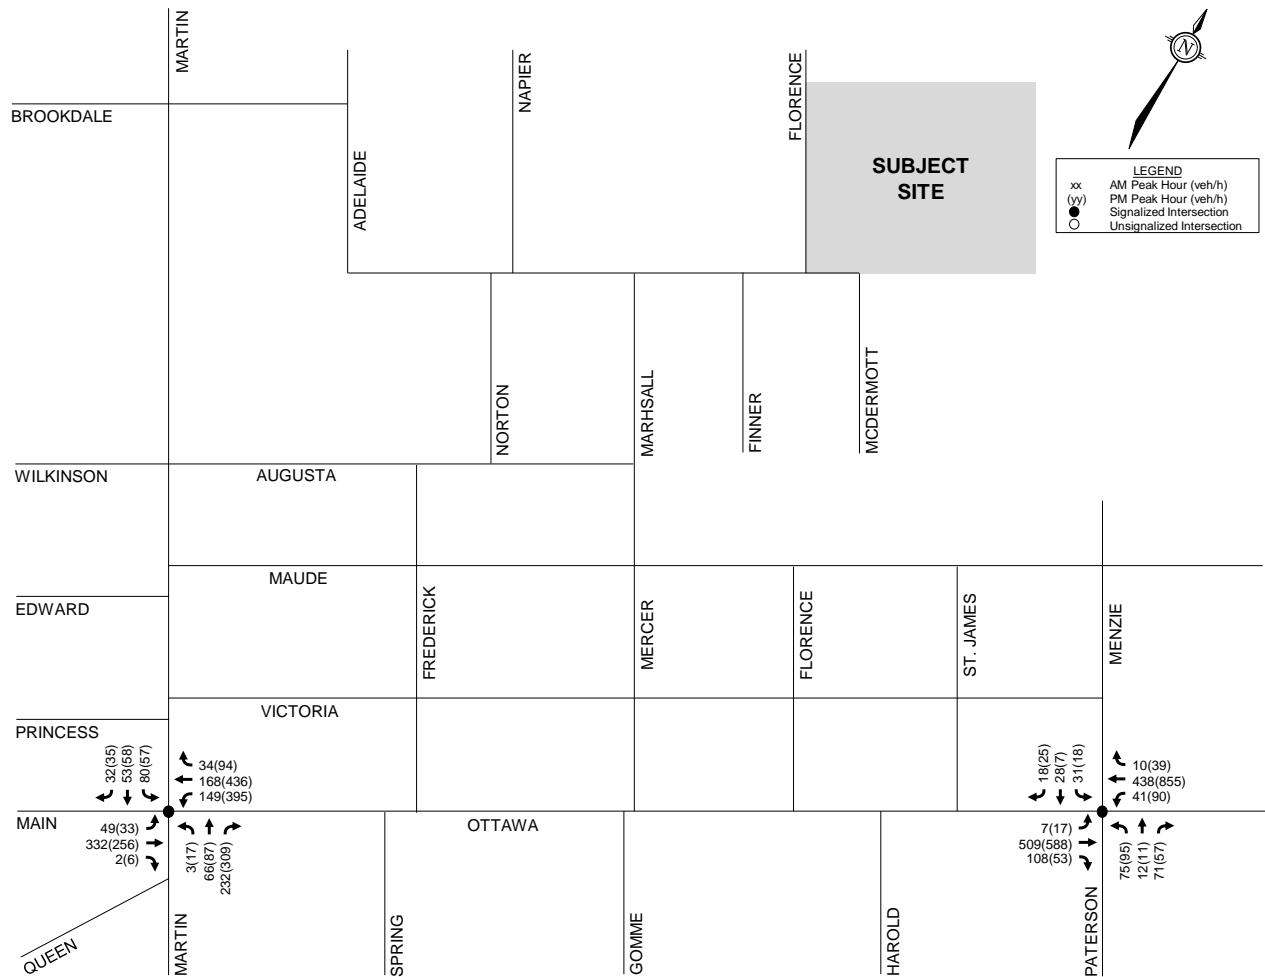 MARTIN
BROOKDALE
ADELAIDE
NAPIER
FLORENCE
SUBJECT
SITE
N
LEGEND
xx AM Peak Hour (veh/h)
(yy) PM Peak Hour (veh/h)
Signalized Intersection
Unsignalized Intersection
NORTON
MARHSALL
FINNER
MCDERMOTT
WILKINSON
AUGUSTA
MAUDE
EDWARD
FREDERICK
MERCER
FLORENCE
ST. JAMES
MENZIE
VICTORIA
PRINCESS
32(35)
53(58)
80(57)
34(94)
168(436)
149(395)
18(25)
28(7)
31(18)
10(39)
438(855)
41(90)
MAIN
OTTAWA
49(33)
332(256)
2(6)
3(17)
66(87)
232(309)
7(17)
509(588)
108(53)
75(95)
12(11)
71(57)
QUEEN
MARTIN
SPRING
GOMME
HAROLD
PATERSON